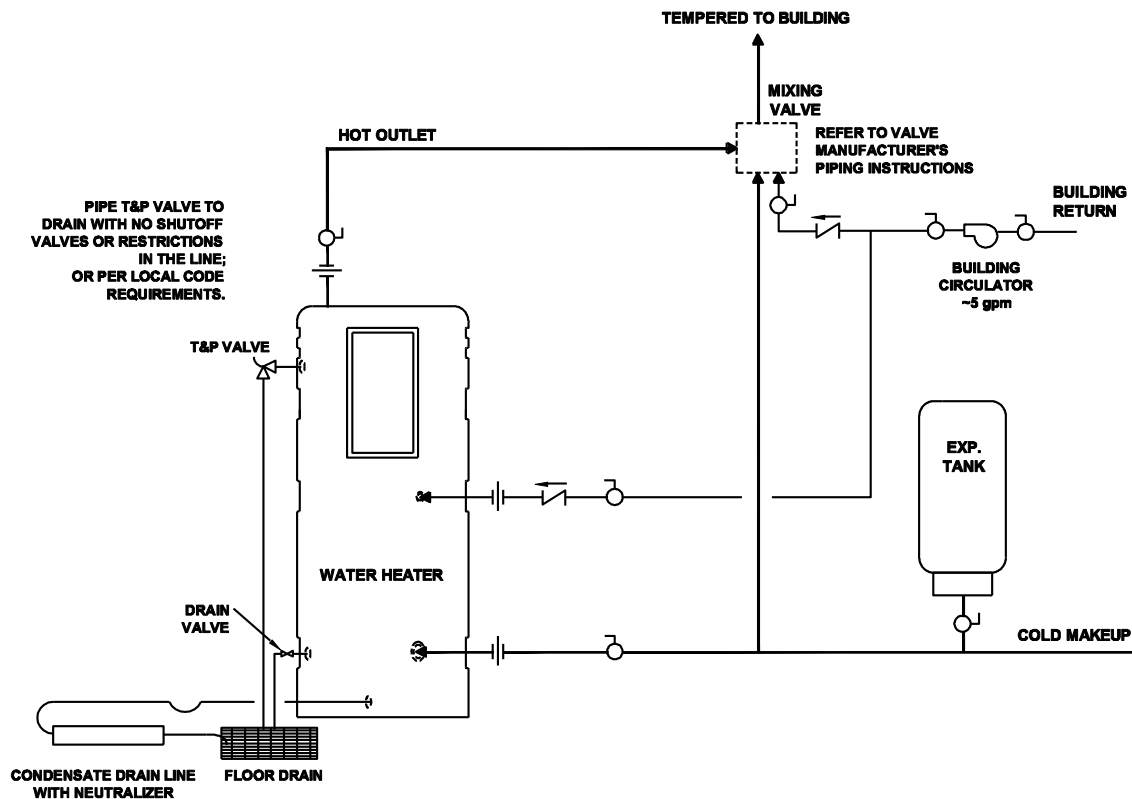 TEMPERED TO BUILDING
MIXING
VALVE
HOT OUTLET
REFER TO VALVE
MANUFACTURER'S
PIPING INSTRUCTIONS
BUILDING
RETURN
PIPE T&P VALVE TO
DRAIN WITH NO SHUTOFF
VALVES OR RESTRICTIONS
IN THE LINE;
OR PER LOCAL CODE
REQUIREMENTS.
BUILDING
CIRCULATOR
~5 gpm
T&P VALVE
EXP.
TANK
WATER HEATER
DRAIN
VALVE
COLD MAKEUP
CONDENSATE DRAIN LINE
WITH NEUTRALIZER
FLOOR DRAIN